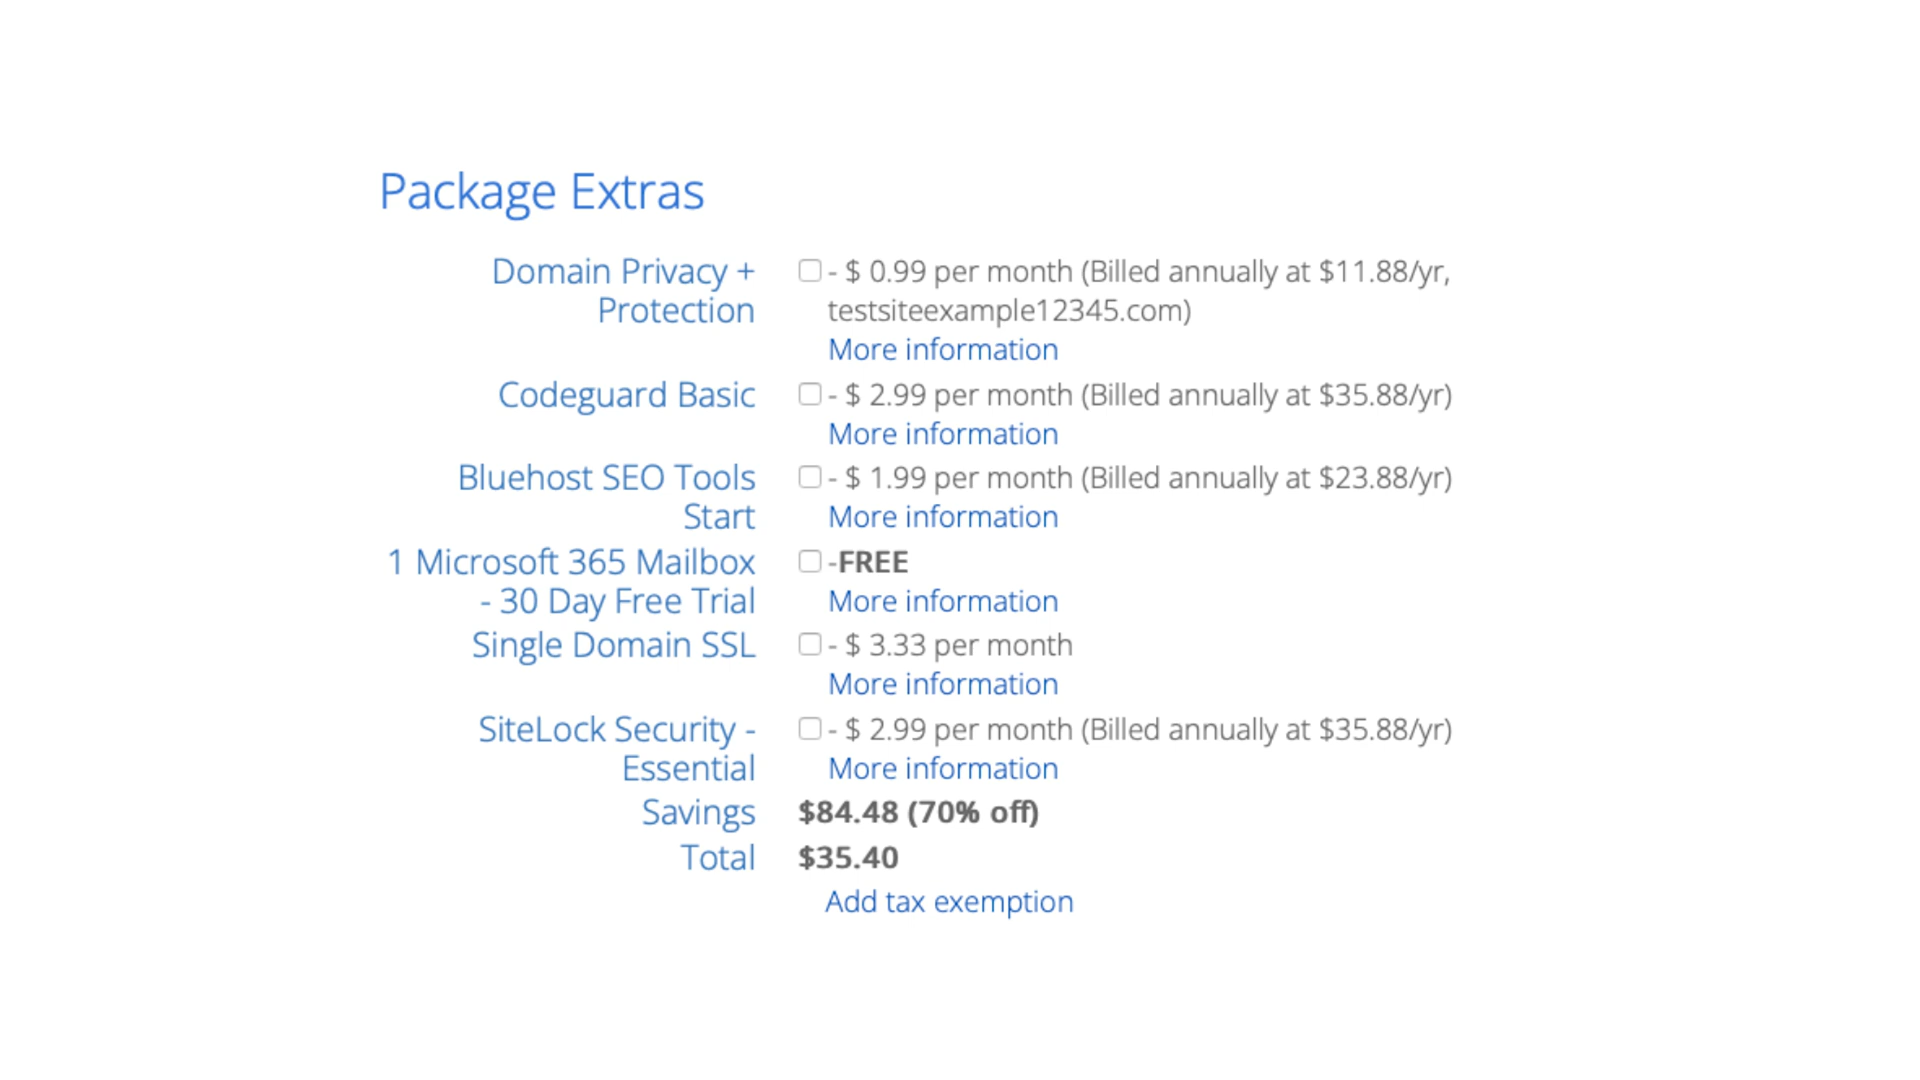 Package Extras
Domain Privacy + - $ 0.99 per month (Billed annually at $11.88/yr,
Protection testsiteexample12345.com)
More information
Codeguard Basic - $ 2.99 per month (Billed annually at $35.88/yr)
More information
Bluehost SEO Tools - $ 1.99 per month (Billed annually at $23.88/yr)
Start More information
1 Microsoft 365 Mailbox -FREE
- 30 Day Free Trial More information
Single Domain SSL - $ 3.33 per month
More information
SiteLock Security - - $ 2.99 per month (Billed annually at $35.88/yr)
Essential More information
Savings $84.48 (70% off)
Total $35.40
Add tax exemption